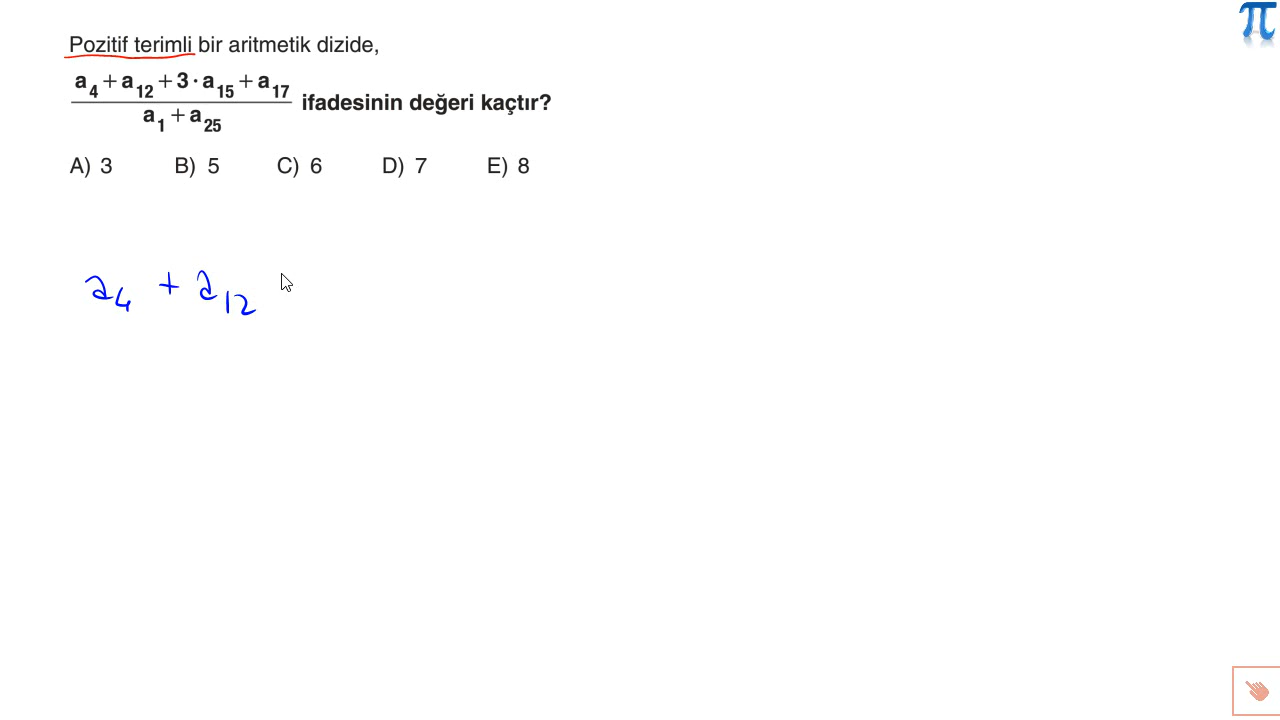 Pozitif terimli bir aritmetik dizide,
a₄ + a₁₂ + 3 · a₁₅ + a₁₇
a₁ + a₂₅
ifadesinin değeri kaçtır?
A) 3 B) 5 C) 6 D) 7 E) 8
a₄ + a₁₂
π